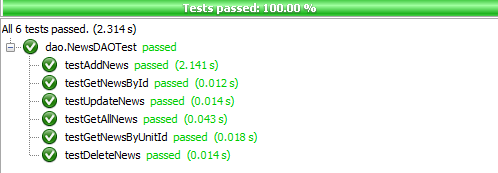 Tests passed: 100,00 %
All 6 tests passed. (2.314 s)
dao.NewsDAOTest passed
testAddNews passed (2.141 s)
testGetNewsById passed (0.012 s)
testUpdateNews passed (0.014 s)
testGetAllNews passed (0.043 s)
testGetNewsByUnitId passed (0.018 s)
testDeleteNews passed (0.014 s)